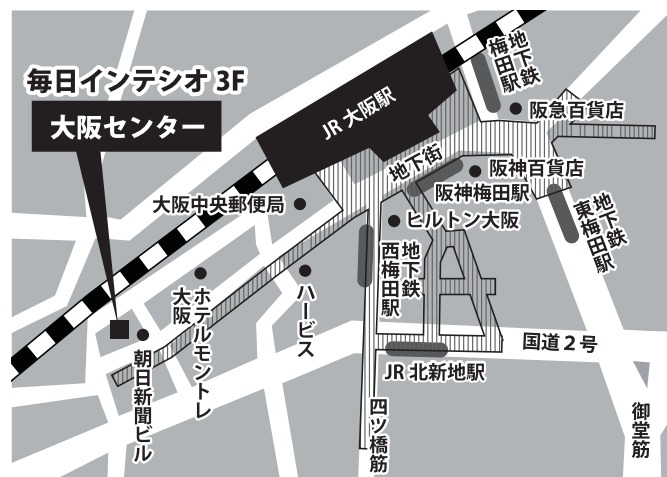 毎日インテシオ 3F
大阪センター
JR 大阪駅
地下鉄
梅田駅
阪急百貨店
地下街
阪神百貨店
阪神梅田駅
大阪中央郵便局
ヒルトン大阪
地下鉄
東梅田駅
地下鉄
西梅田駅
ホテルモントレ
大阪
ハービス
国道２号
朝日新聞ビル
JR 北新地駅
四ツ橋筋
御堂筋